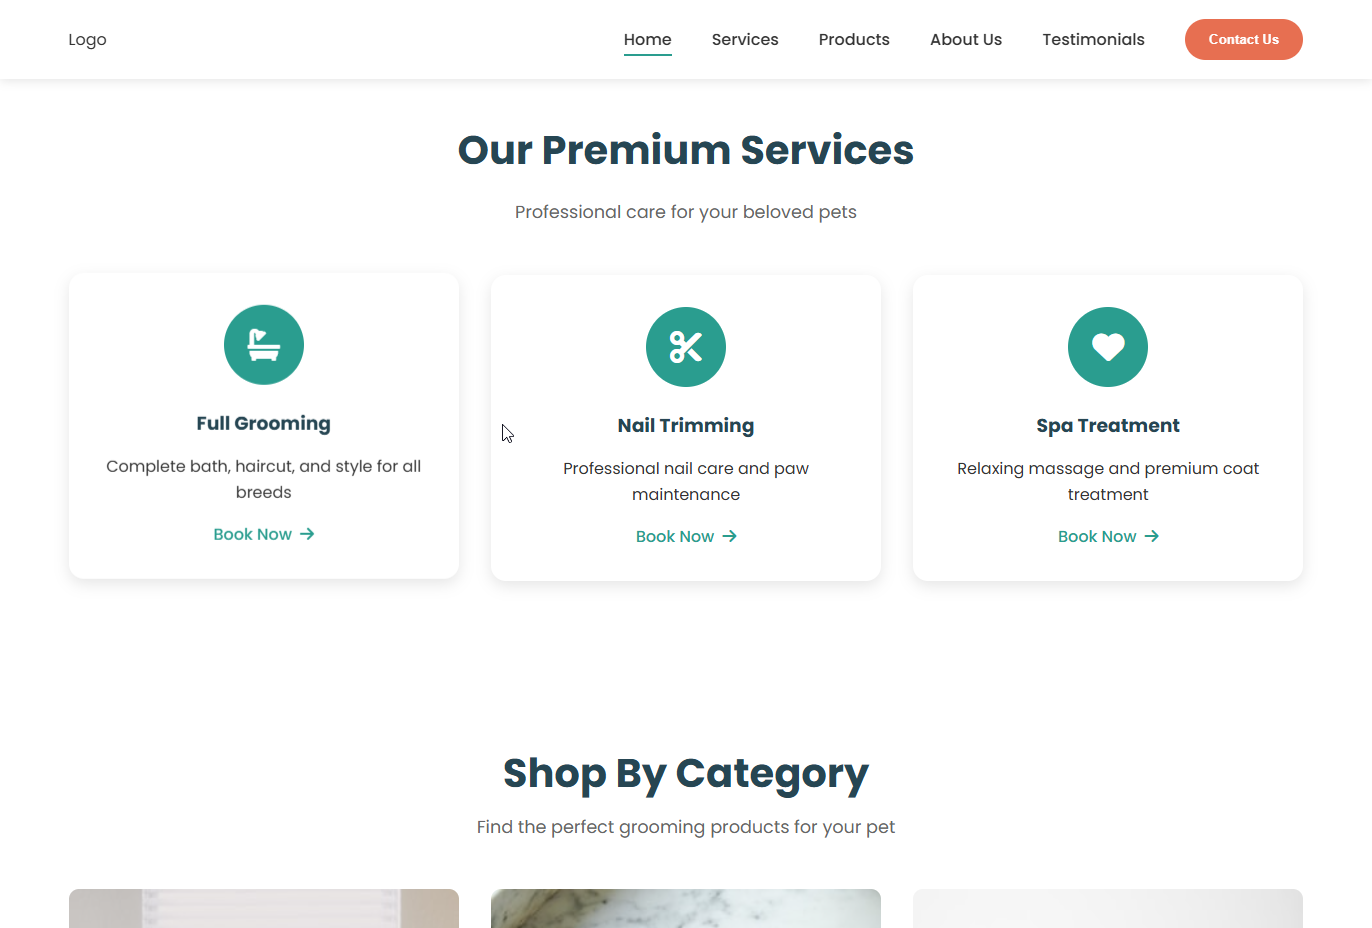 Logo
Home
Services
Products
About Us
Testimonials
Contact Us
Our Premium Services
Professional care for your beloved pets
Full Grooming
Complete bath, haircut, and style for all
breeds
Book Now
Nail Trimming
Professional nail care and paw
maintenance
Book Now
Spa Treatment
Relaxing massage and premium coat
treatment
Book Now
Shop By Category
Find the perfect grooming products for your pet